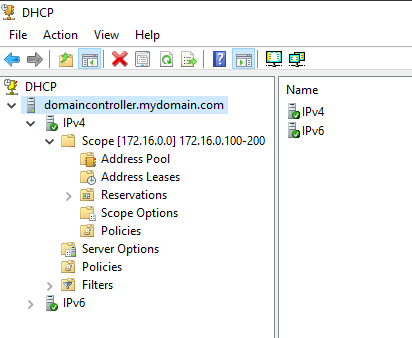 DHCP
File Action View Help
DHCP
domaincontroller.mydomain.com
IPv4
Scope [172.16.0.0] 172.16.0.100-200
Address Pool
Address Leases
Reservations
Scope Options
Policies
Server Options
Policies
Filters
IPv6
Name
IPv4
IPv6